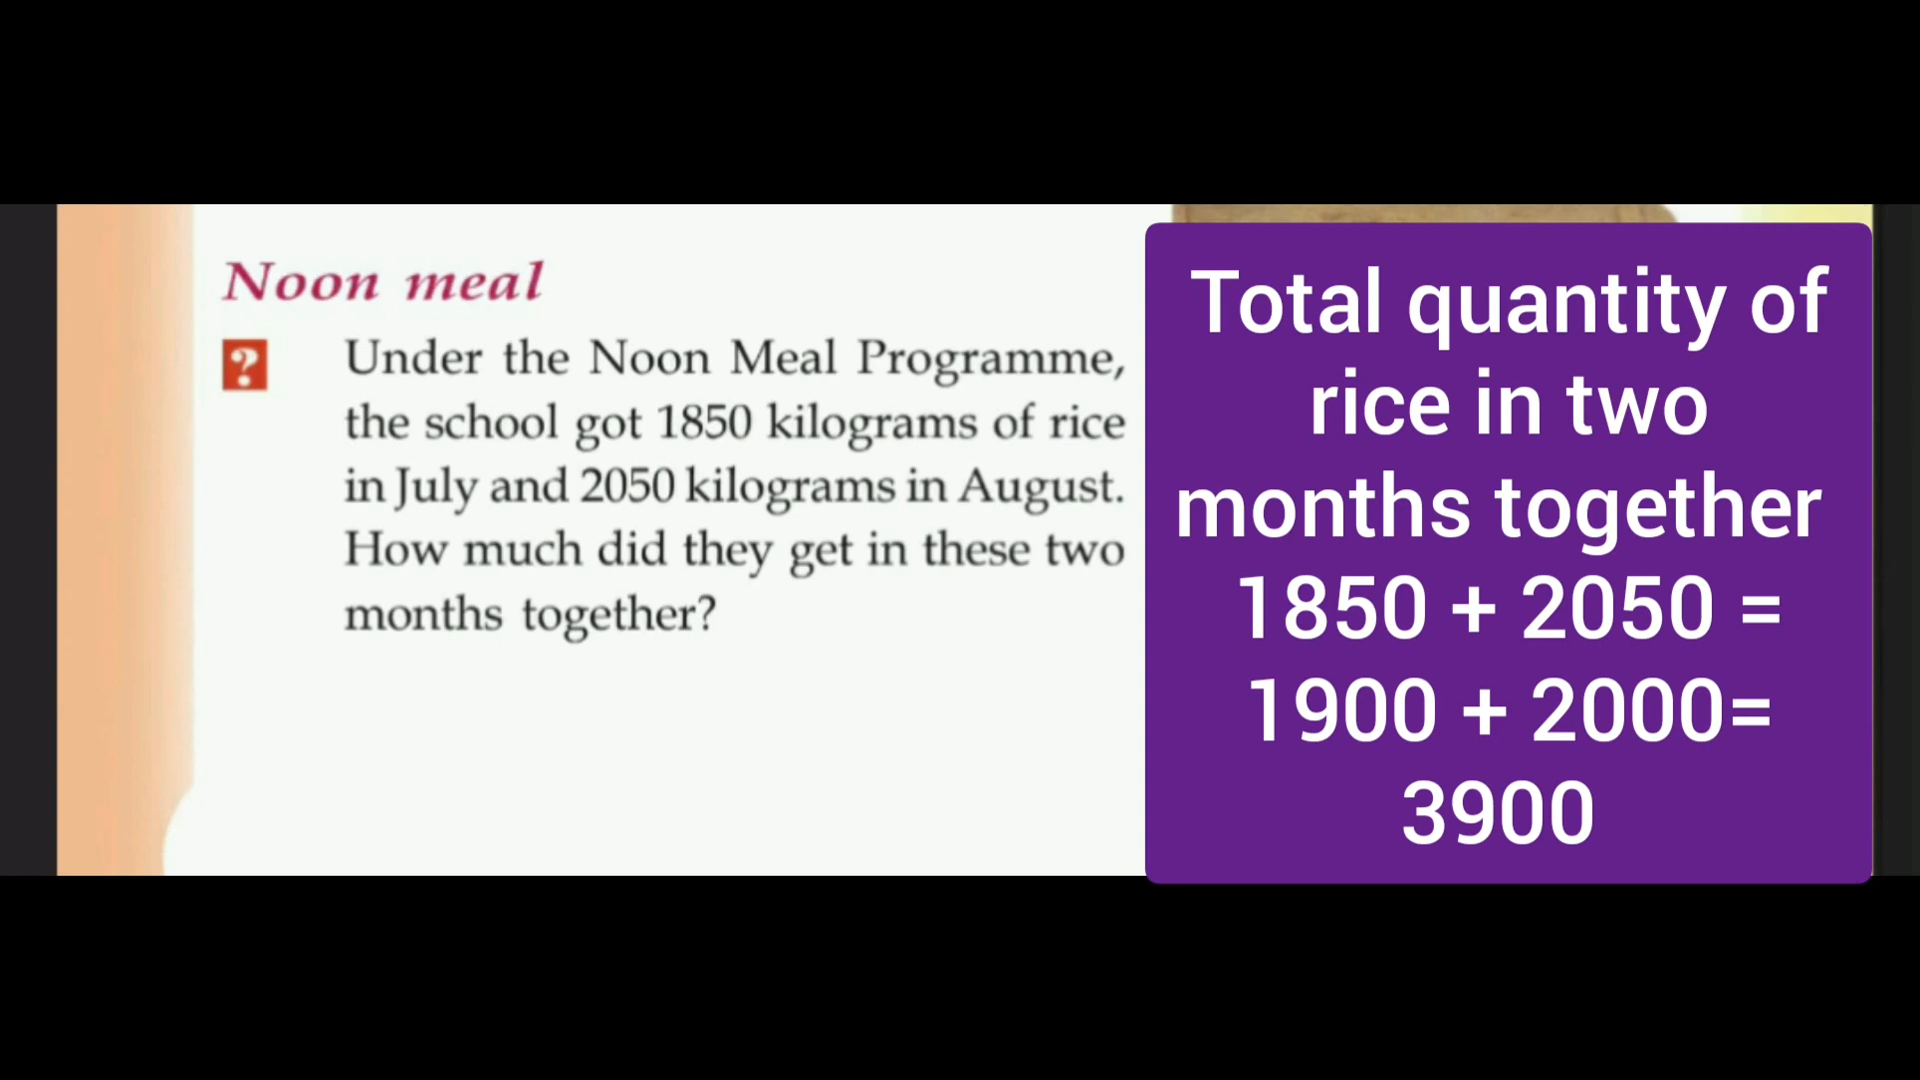 Noon meal
?
Under the Noon Meal Programme,
the school got 1850 kilograms of rice
in July and 2050 kilograms in August.
How much did they get in these two
months together?
Total quantity of
rice in two
months together
1850 + 2050 =
1900 + 2000=
3900